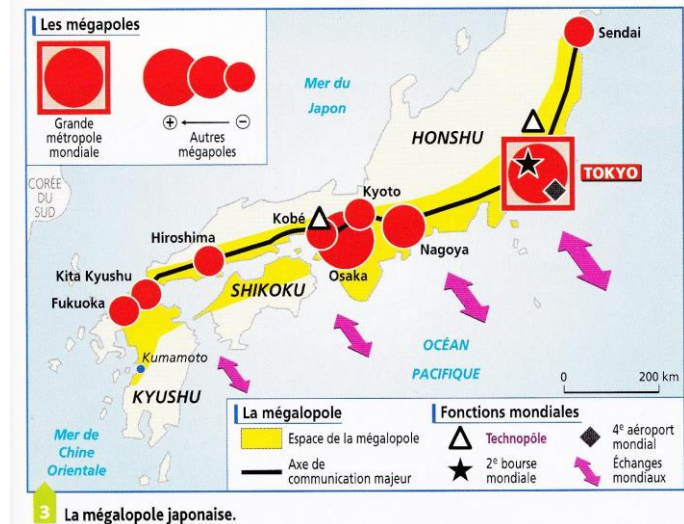 Les mégapoles
Grande
métropole
mondiale
Autres
mégapoles
Sendai
Mer du
Japon
HONSHU
CORÉE
DU
SUD
TOKYO
Kyoto
Kobé
Hiroshima
Nagoya
Osaka
Kita Kyushu
Fukuoka
SHIKOKU
Kumamoto
KYUSHU
OCÉAN
PACIFIQUE
0 200 km
Mer de
Chine
Orientale
La mégalopole
Espace de la mégalopole
Axe de
communication majeur
Fonctions mondiales
Technopôle
2e bourse
mondiale
4e aéroport
mondial
Échanges
mondiaux
3 La mégalopole japonaise.